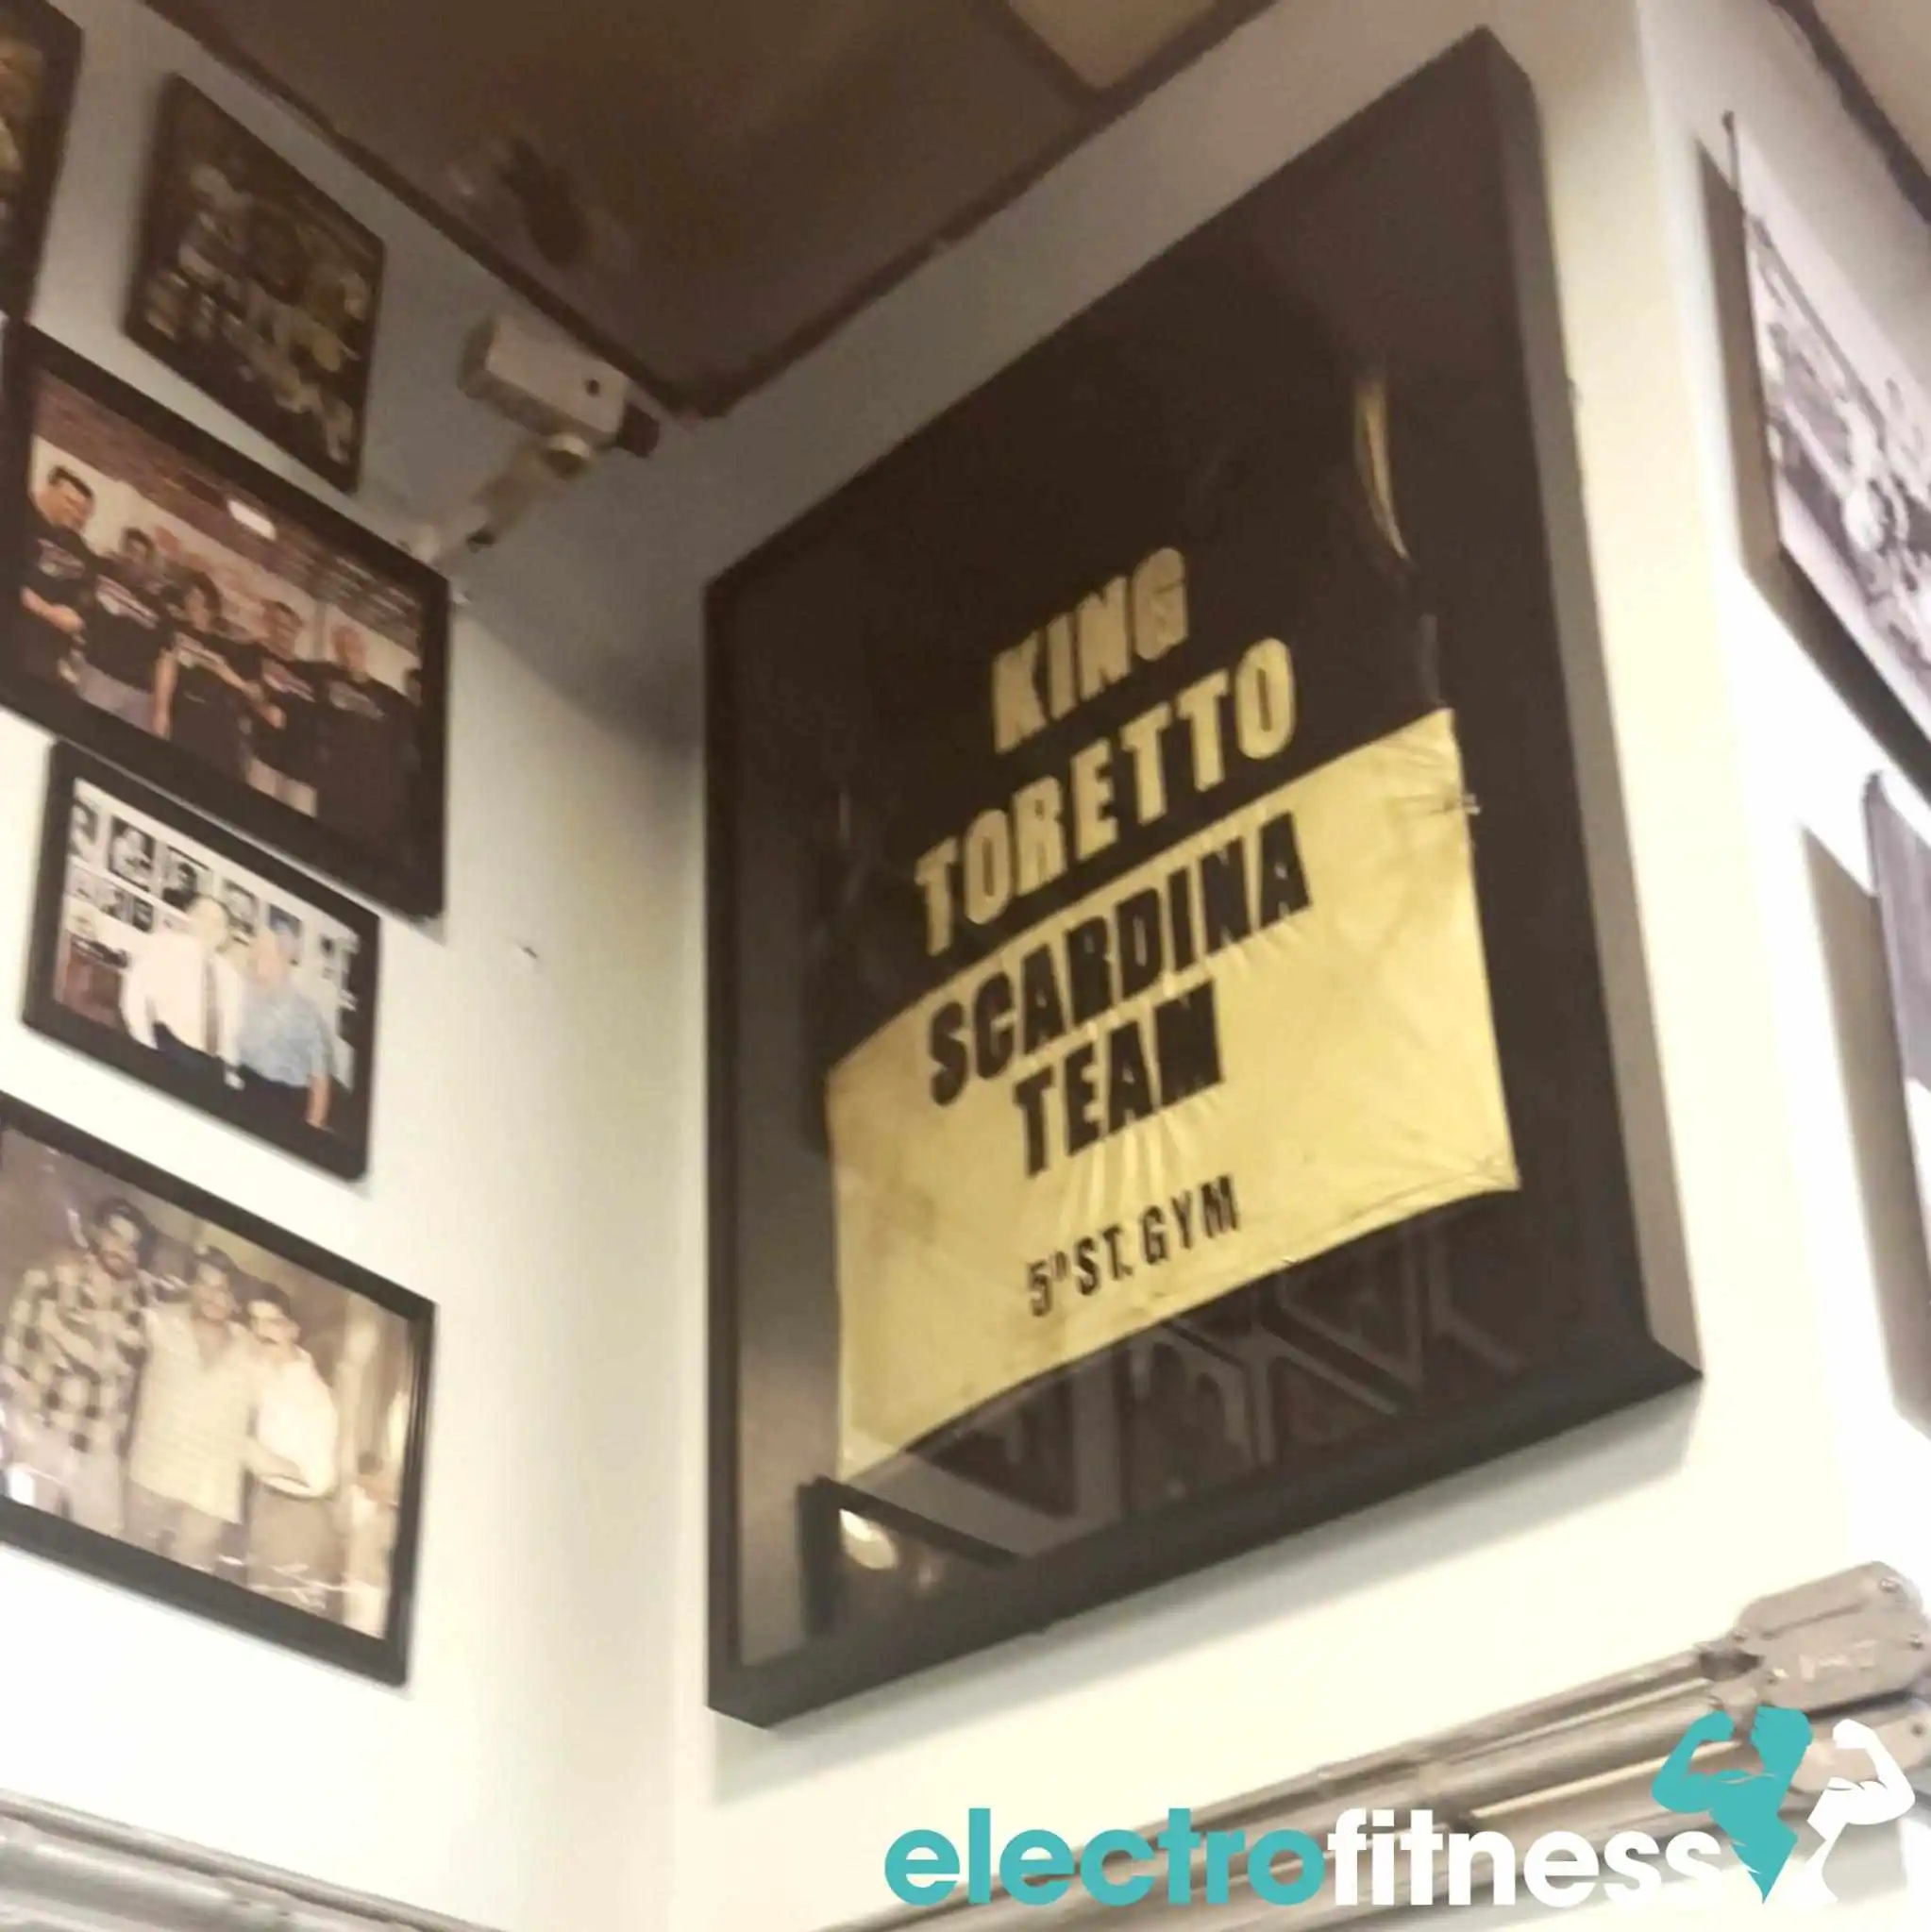 KING
TORETTO
SCARDINA
TEAM
5th ST. GYM
electrofitness